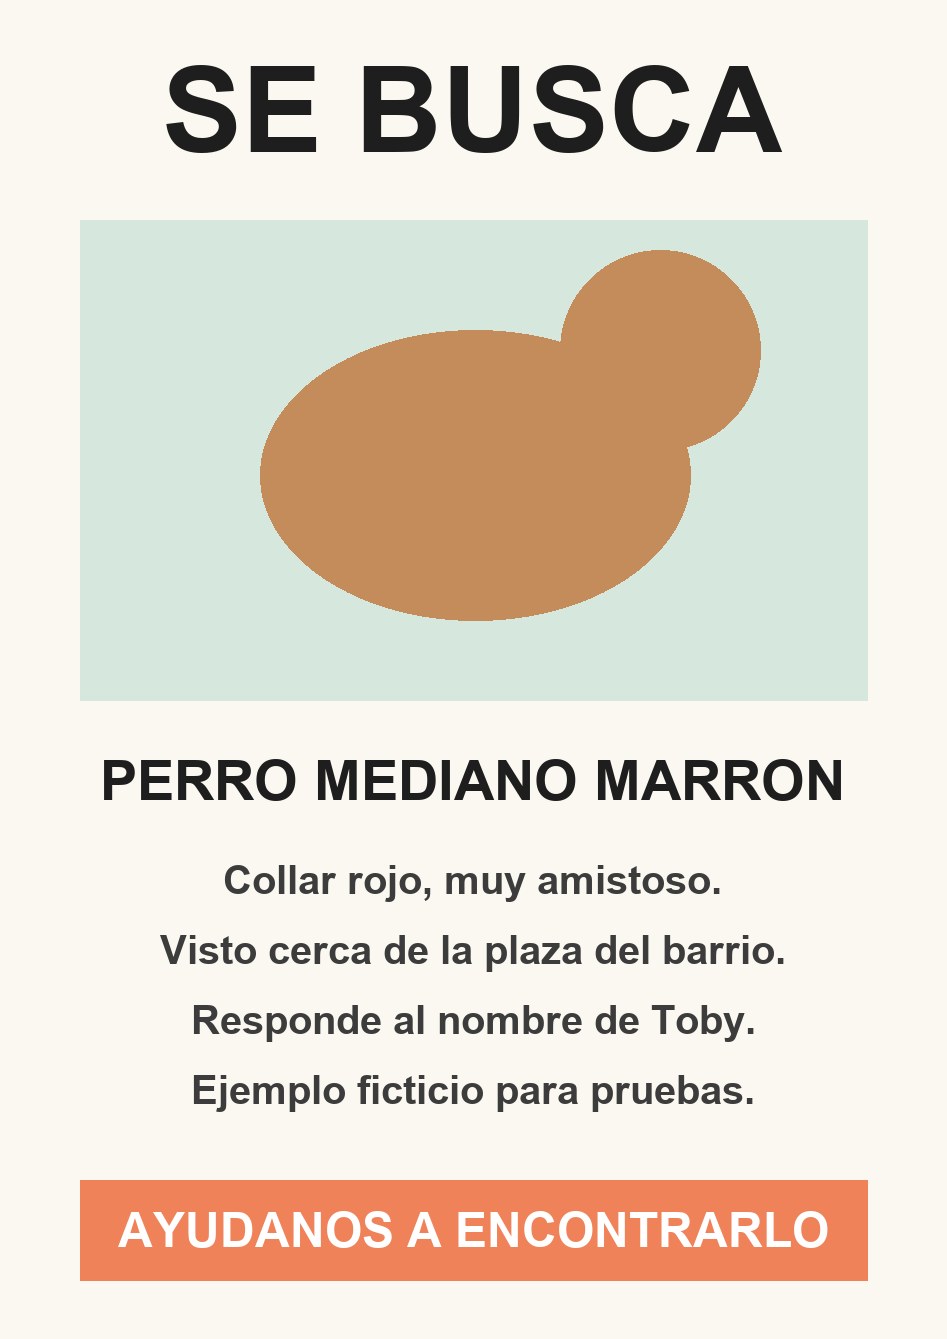 SE BUSCA
PERRO MEDIANO MARRON
Collar rojo, muy amistoso.
Visto cerca de la plaza del barrio.
Responde al nombre de Toby.
Ejemplo ficticio para pruebas.
AYUDANOS A ENCONTRARLO